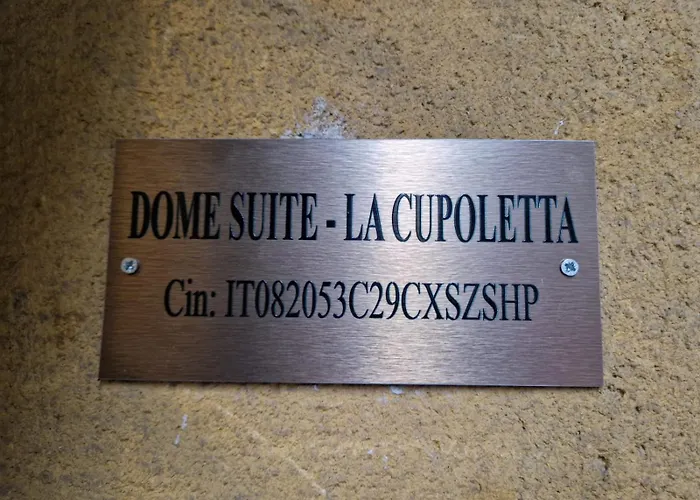 DOME SUITE - LA CUPOLETTA
Cin: IT082053C29CXSZSHP